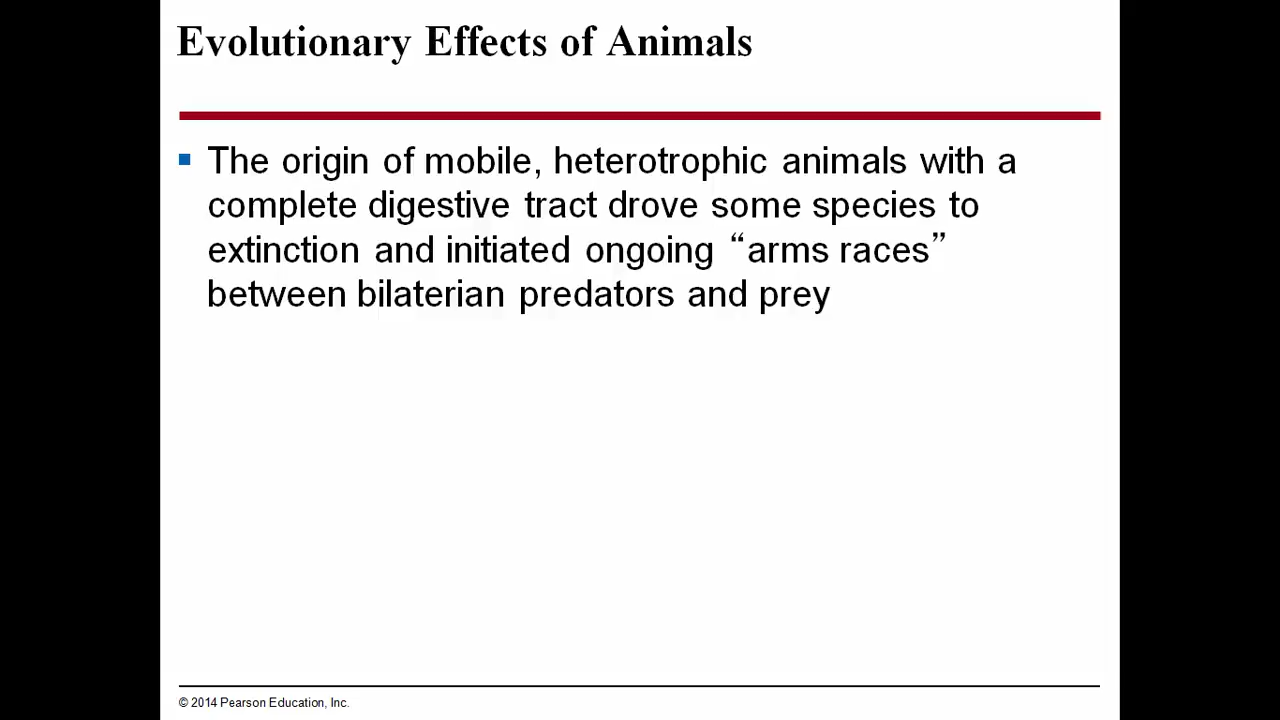 Evolutionary Effects of Animals
The origin of mobile, heterotrophic animals with a
complete digestive tract drove some species to
extinction and initiated ongoing “arms races”
between bilaterian predators and prey
© 2014 Pearson Education, Inc.